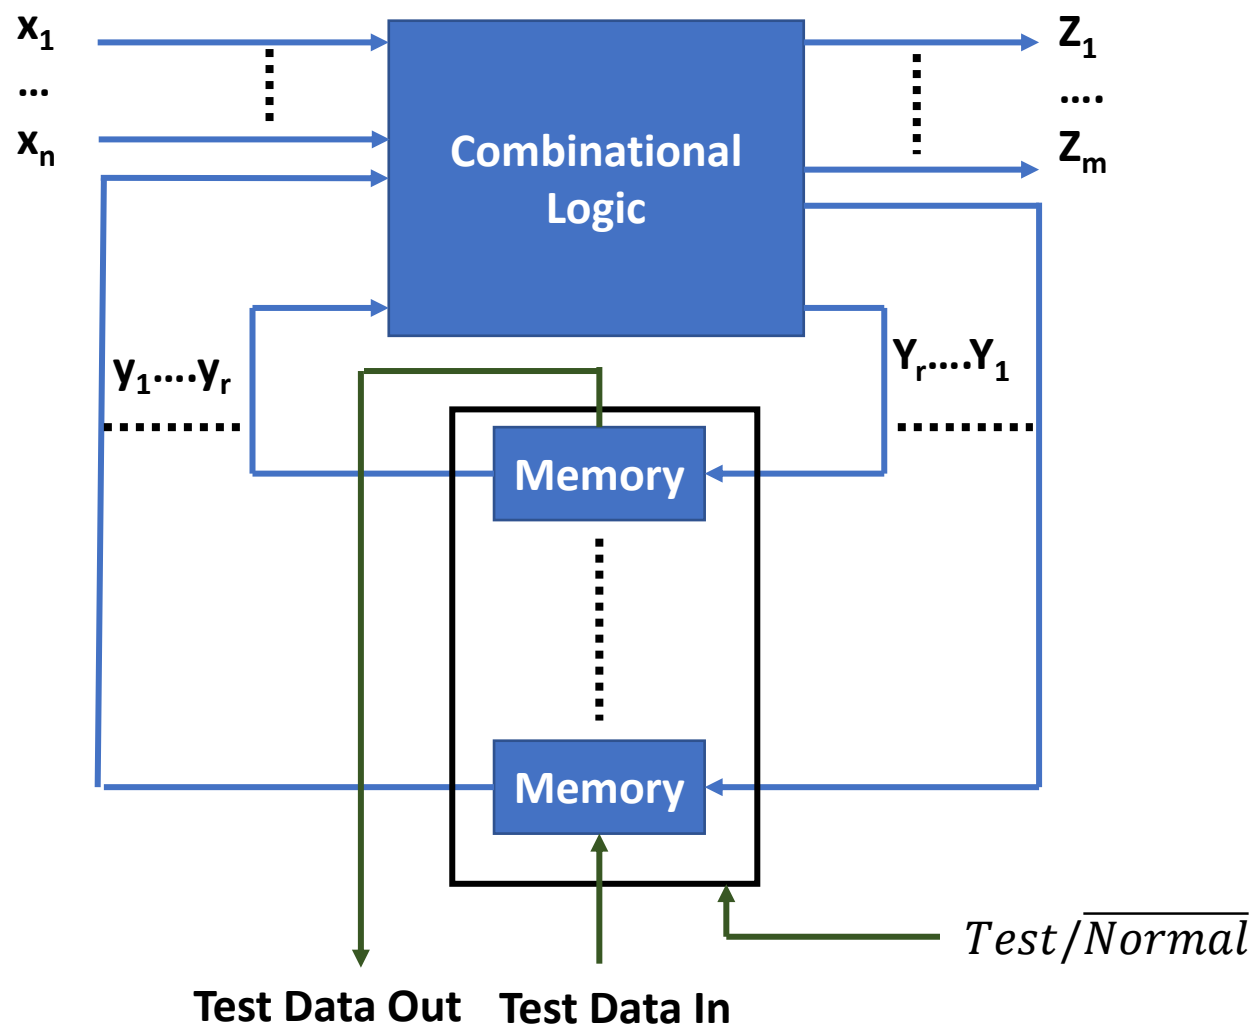 x₁
...
xₙ
Combinational
Logic
Z₁
....
Zₘ
y₁....yᵣ
Yᵣ....Y₁
Memory
Memory
Test/N̅o̅r̅m̅a̅l̅
Test Data Out
Test Data In